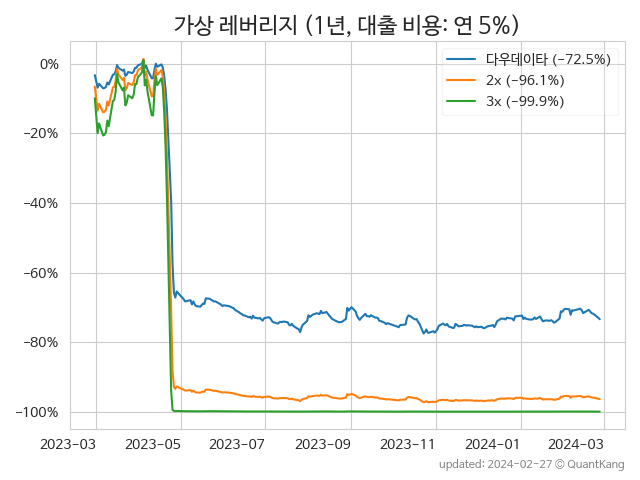 가상 레버리지 (1년, 대출 비용: 연 5%)
다우데이타 (−72.5%)
2x (−96.1%)
3x (−99.9%)
0%
−20%
−40%
−60%
−80%
−100%
2023-03 2023-05 2023-07 2023-09 2023-11 2024-01 2024-03
updated: 2024-02-27 © QuantKang